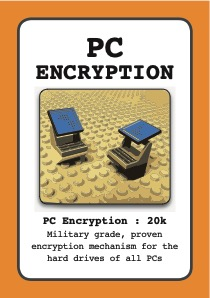 PC
ENCRYPTION
PC Encryption : 20k
Military grade, proven
encryption mechanism for the
hard drives of all PCs